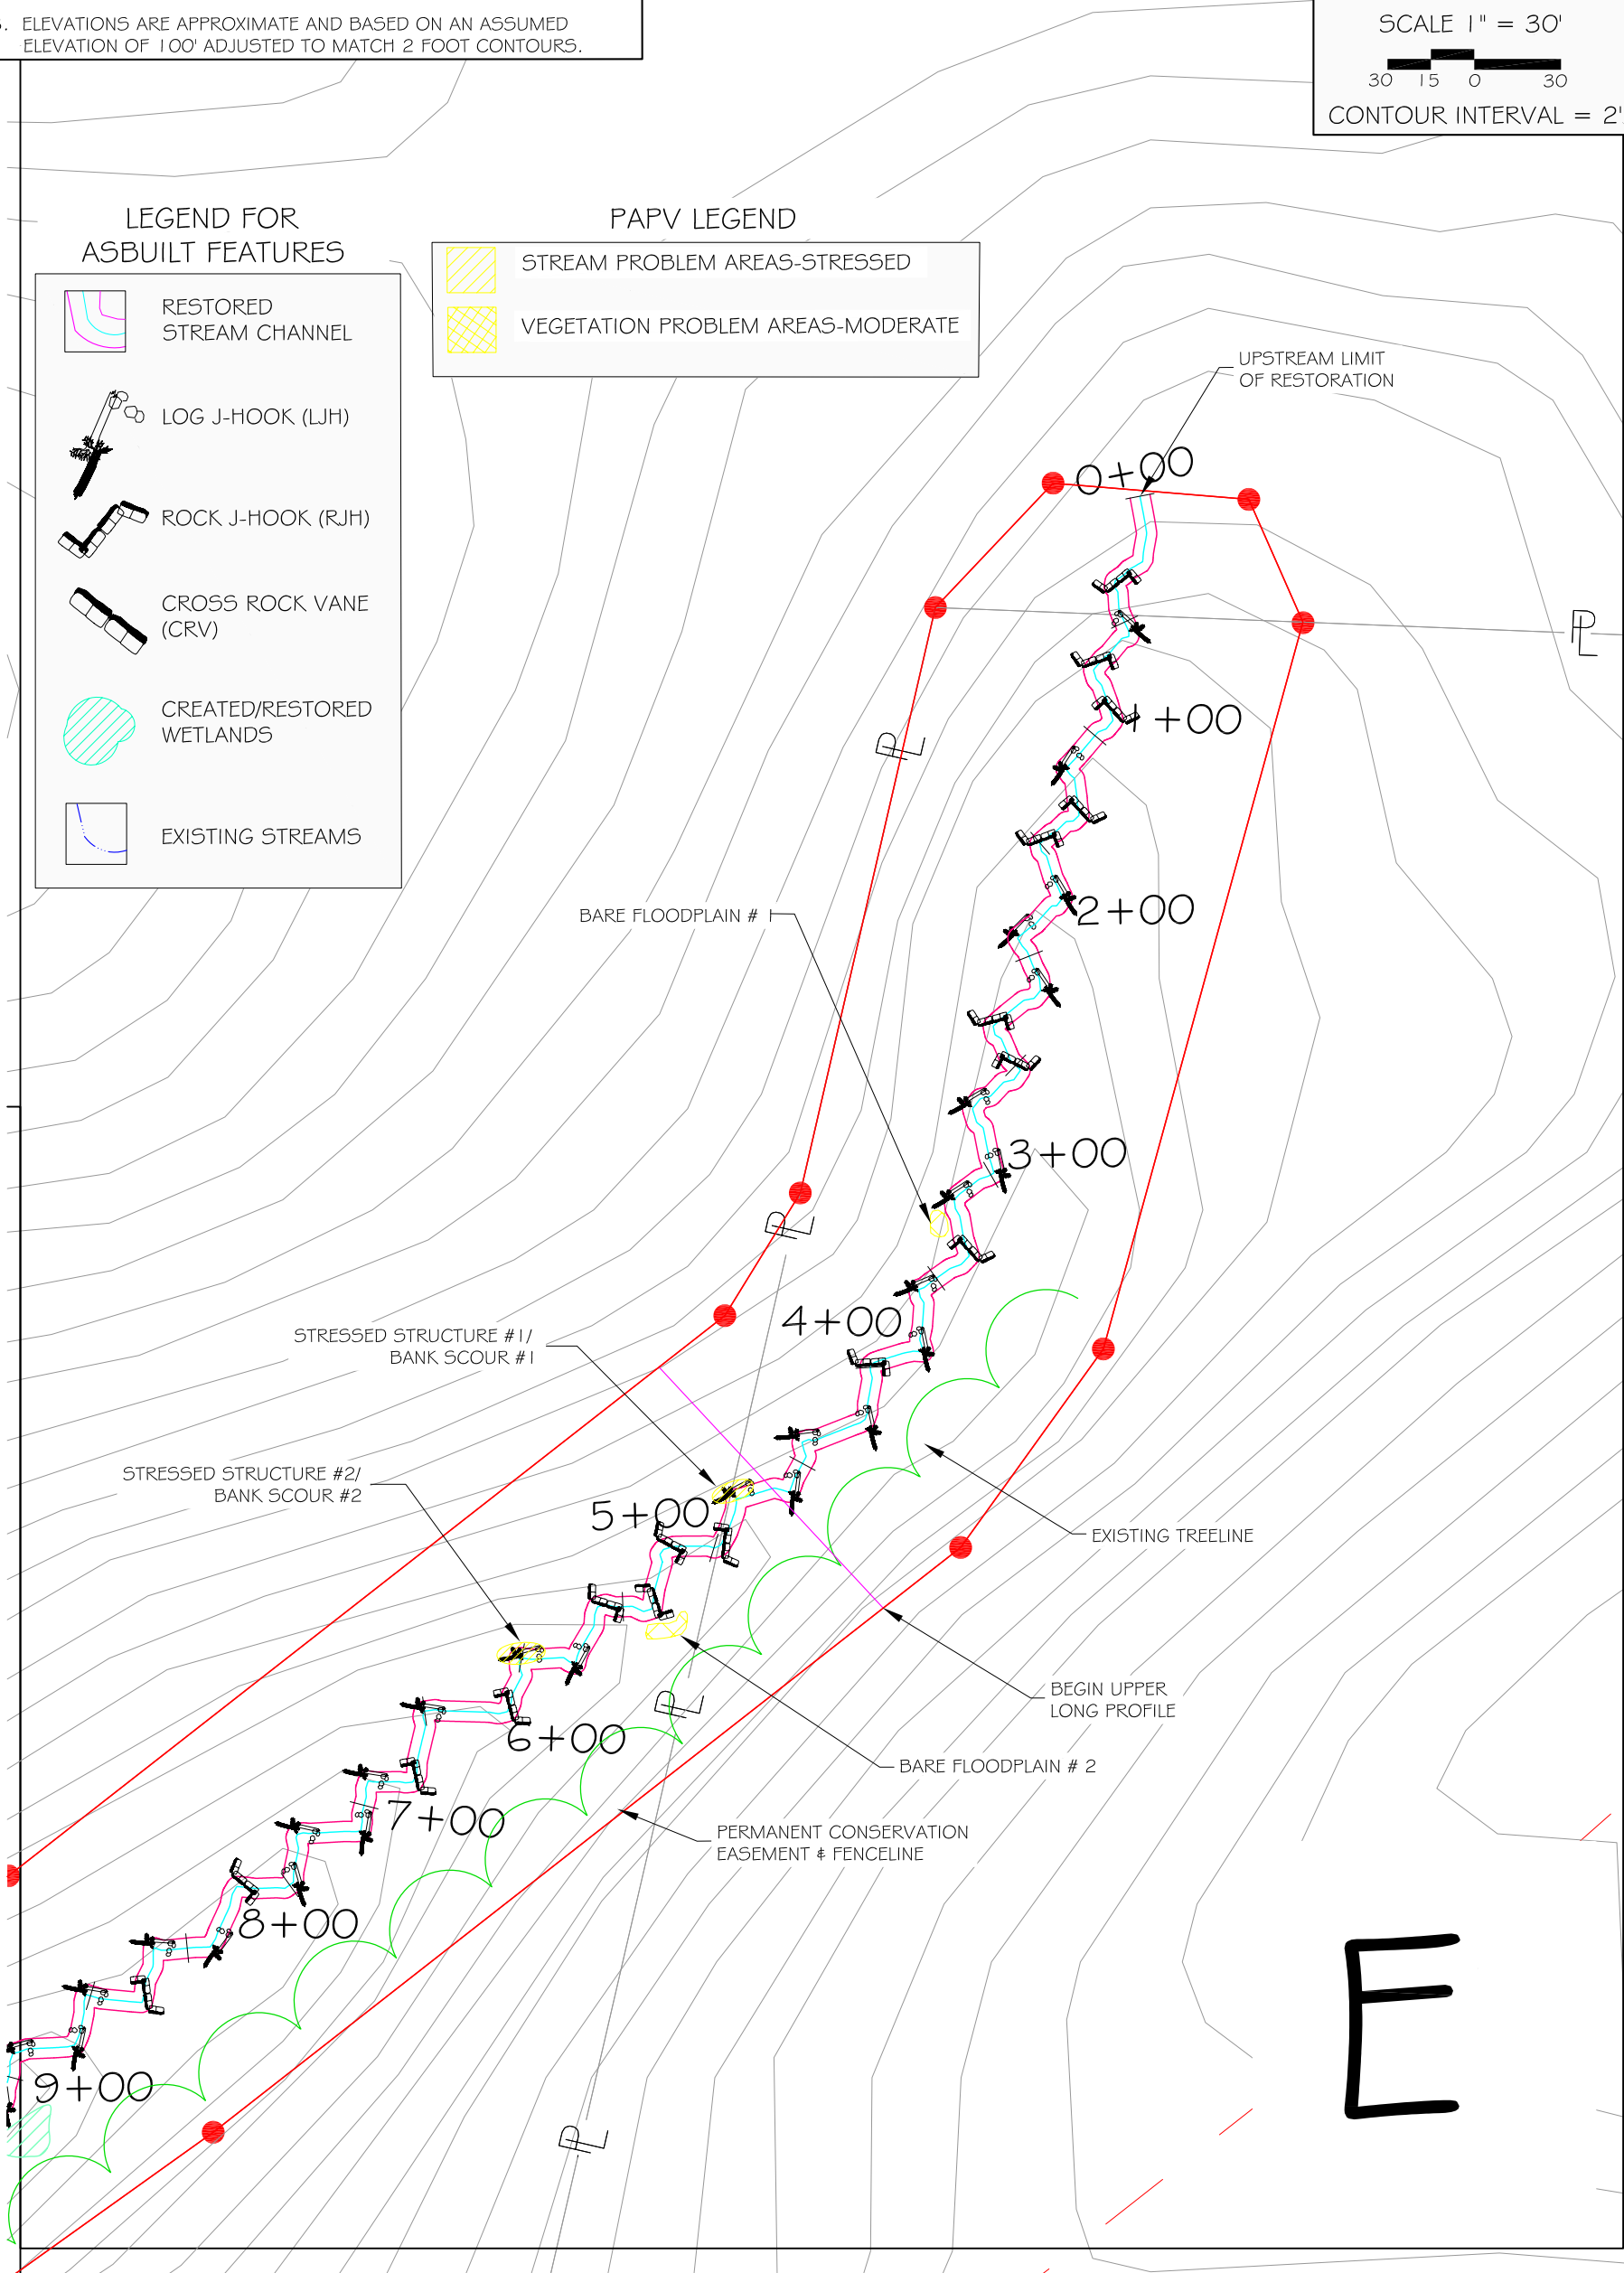 ELEVATIONS ARE APPROXIMATE AND BASED ON AN ASSUMED
ELEVATION OF 100' ADJUSTED TO MATCH 2 FOOT CONTOURS.
SCALE 1" = 30'
30 15 0 30
CONTOUR INTERVAL = 2'
LEGEND FOR
ASBUILT FEATURES
RESTORED
STREAM CHANNEL
LOG J-HOOK (LJH)
ROCK J-HOOK (RJH)
CROSS ROCK VANE
(CRV)
CREATED/RESTORED
WETLANDS
EXISTING STREAMS
PAPV LEGEND
STREAM PROBLEM AREAS-STRESSED
VEGETATION PROBLEM AREAS-MODERATE
UPSTREAM LIMIT
OF RESTORATION
0+00
PL
1+00
PL
2+00
BARE FLOODPLAIN # 1
3+00
PL
4+00
STRESSED STRUCTURE #1/
BANK SCOUR #1
STRESSED STRUCTURE #2/
BANK SCOUR #2
5+00
EXISTING TREELINE
BEGIN UPPER
LONG PROFILE
PL
6+00
BARE FLOODPLAIN # 2
7+00
PERMANENT CONSERVATION
EASEMENT & FENCELINE
8+00
E
9+00
PL